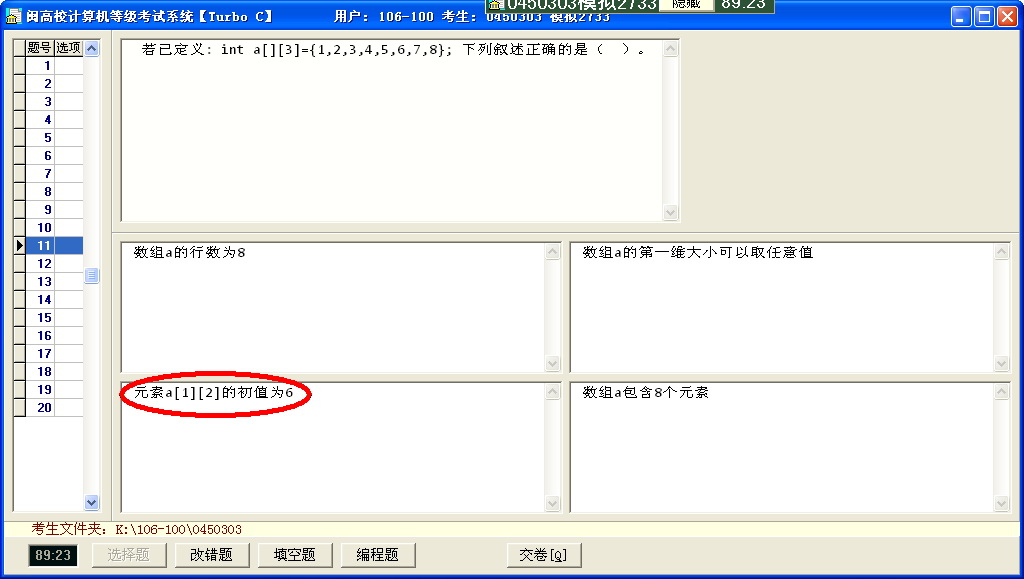 闽高校计算机等级考试系统【Turbo C】 用户: 106-100 考生: 0450303 模拟2733
0450303模拟2733 隐藏 89:23
题号 选项
1
2
3
4
5
6
7
8
9
10
11
12
13
14
15
16
17
18
19
20
若已定义: int a[][3]={1,2,3,4,5,6,7,8}; 下列叙述正确的是（ ）。
数组a的行数为8
数组a的第一维大小可以取任意值
元素a[1][2]的初值为6
数组a包含8个元素
考生文件夹: K:\106-100\0450303
89:23 选择题 改错题 填空题 编程题 交卷[Q]